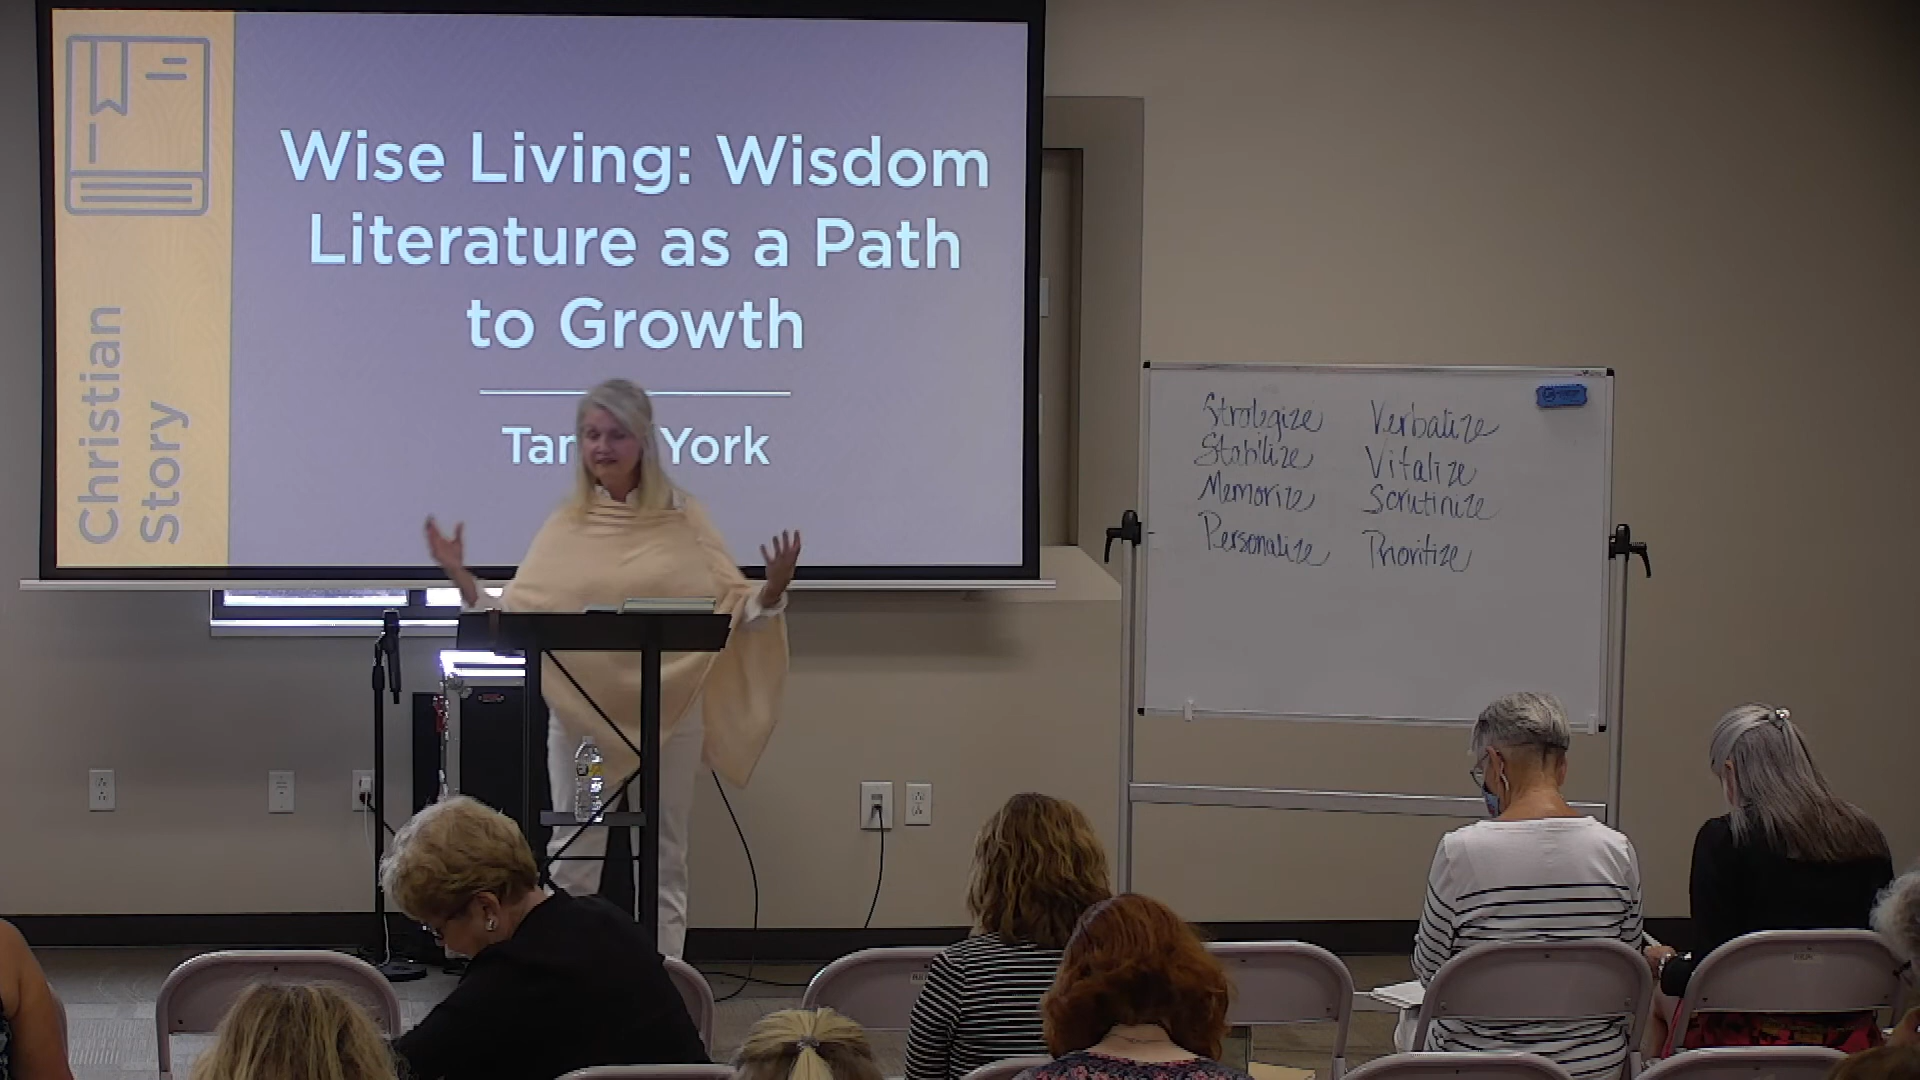 Christian
Story
Wise Living: Wisdom
Literature as a Path
to Growth
York
Strategize Verbalize
Stabilize Vitalize
Memorize Scrutinize
Personalize Prioritize